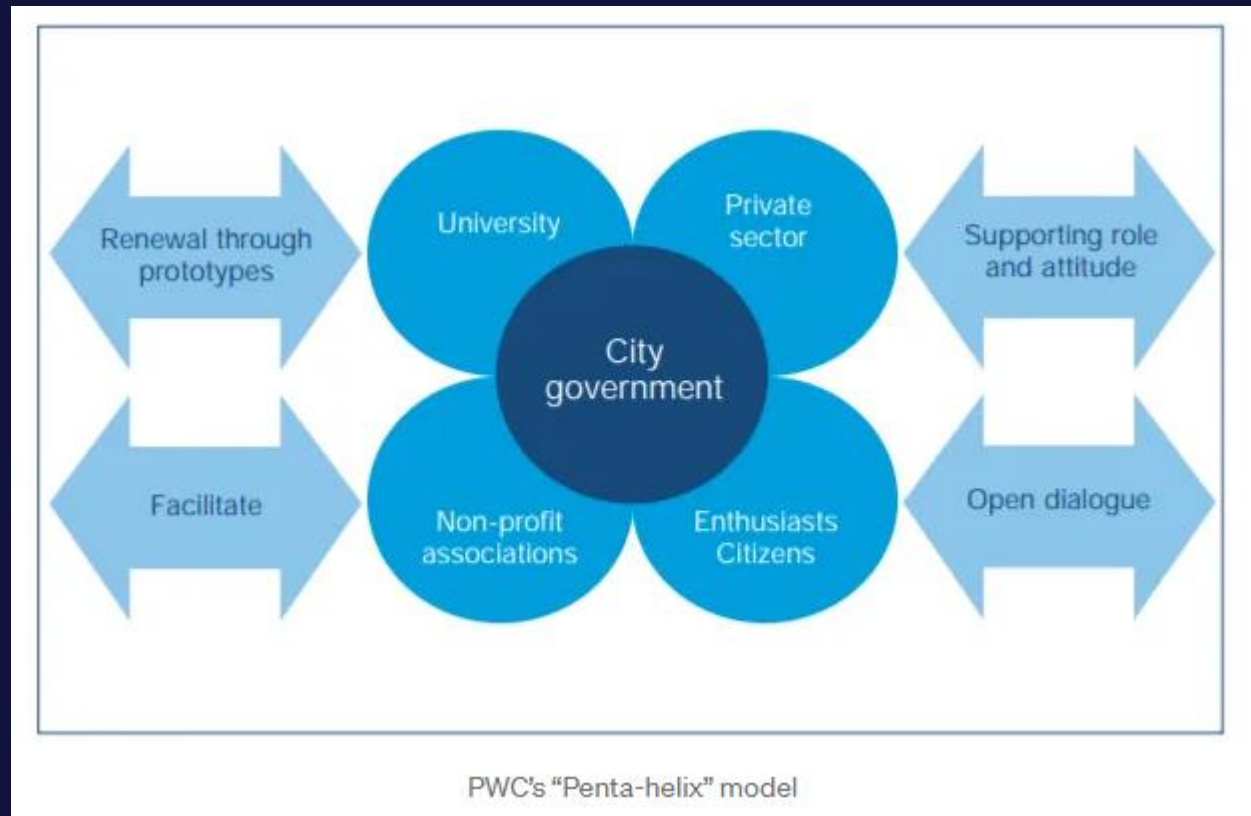 Renewal through
prototypes
University
Private
sector
Supporting role
and attitude
City
government
Facilitate
Non-profit
associations
Enthusiasts
Citizens
Open dialogue
PWC's “Penta-helix” model